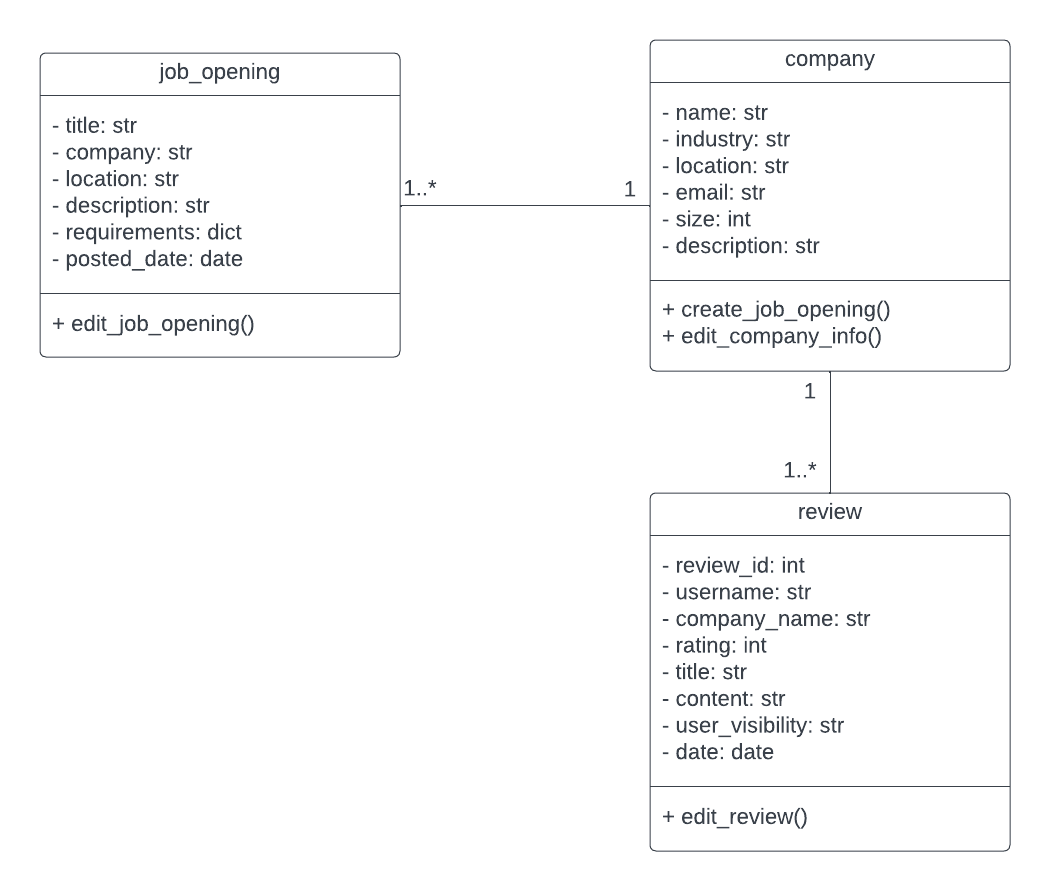 job_opening
- title: str
- company: str
- location: str
- description: str
- requirements: dict
- posted_date: date
+ edit_job_opening()
1..*
1
company
- name: str
- industry: str
- location: str
- email: str
- size: int
- description: str
+ create_job_opening()
+ edit_company_info()
1
1..*
review
- review_id: int
- username: str
- company_name: str
- rating: int
- title: str
- content: str
- user_visibility: str
- date: date
+ edit_review()